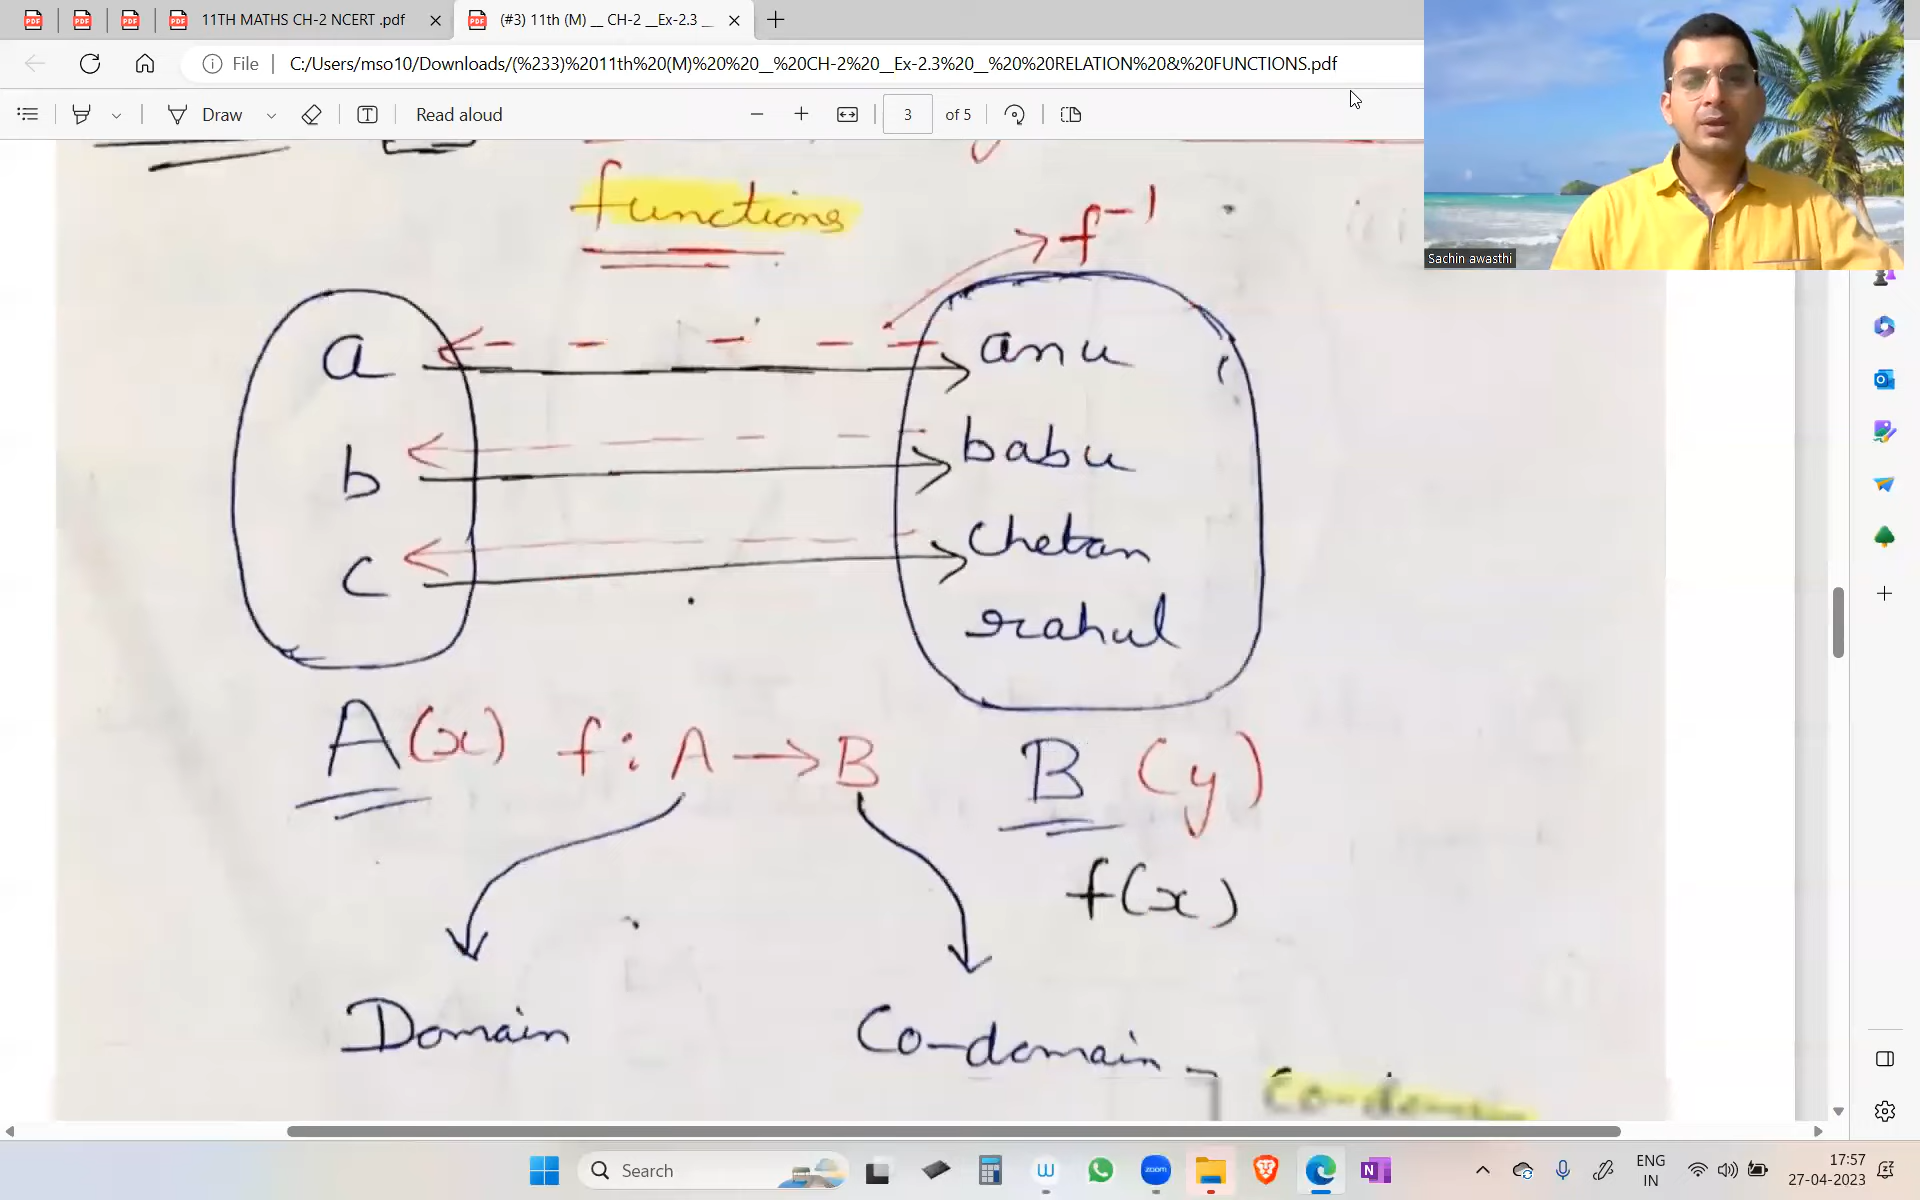 11TH MATHS CH-2 NCERT .pdf
(#3) 11th (M) __ CH-2 __Ex-2.3 __
File
C:/Users/mso10/Downloads/(%233)%2011th%20(M)%20%20__%20CH-2%20__Ex-2.3%20__%20%20RELATION%20&%20FUNCTIONS.pdf
Draw
Read aloud
3 of 5
Sachin awasthi
functions
f⁻¹
a anu
b babu
c chetan
rahul
A(x) f: A → B B (y)
f(x)
Domain Co-domain
Co-domain
Search
zoom
ENG
IN
17:57
27-04-2023